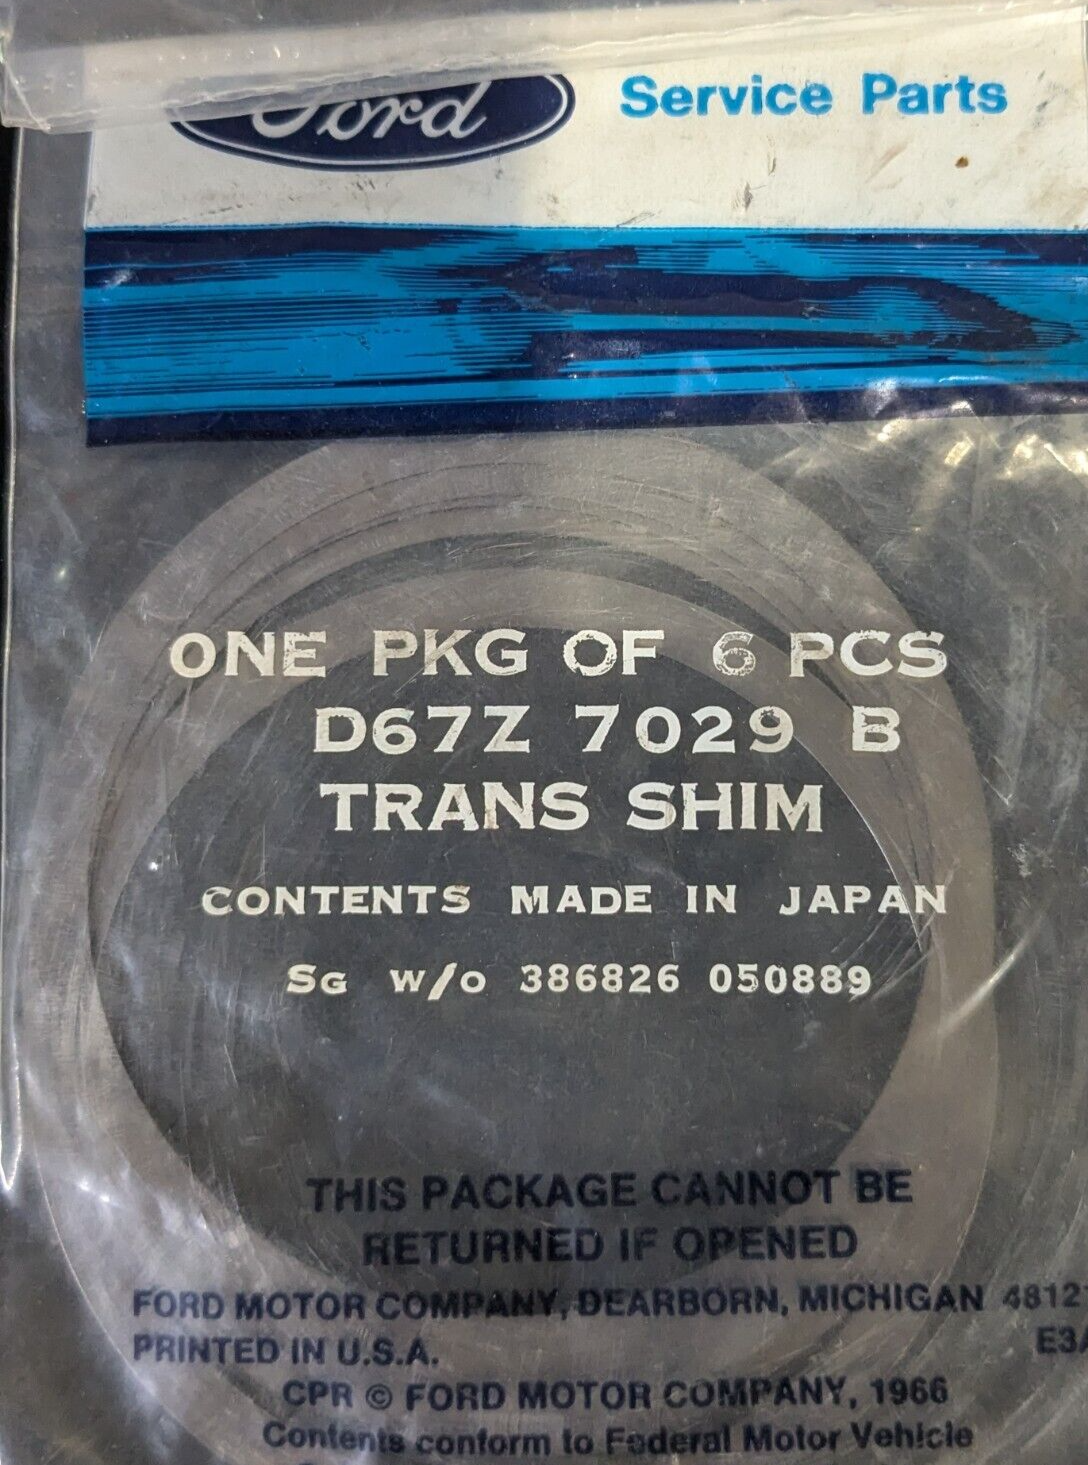 Ford
Service Parts
ONE PKG OF 6 PCS
D67Z 7029 B
TRANS SHIM
CONTENTS MADE IN JAPAN
SG W/O 386826 050889
THIS PACKAGE CANNOT BE
RETURNED IF OPENED
FORD MOTOR COMPANY, DEARBORN, MICHIGAN 4812
PRINTED IN U.S.A.
E3A
CPR © FORD MOTOR COMPANY, 1966
Contents conform to Federal Motor Vehicle